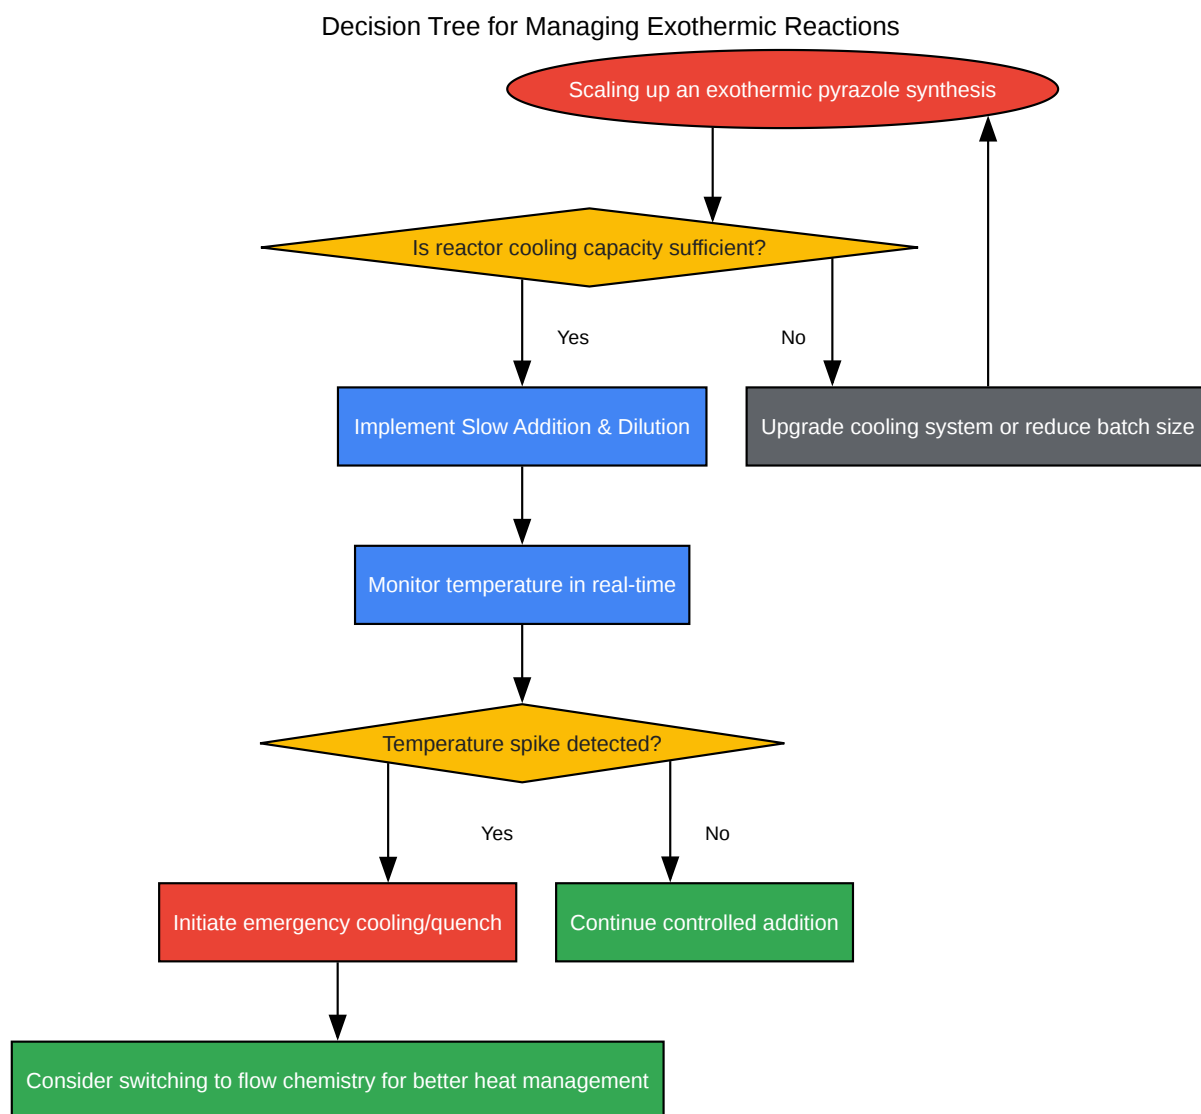 Decision Tree for Managing Exothermic Reactions
Scaling up an exothermic pyrazole synthesis
Is reactor cooling capacity sufficient?
Yes
No
Implement Slow Addition & Dilution
Upgrade cooling system or reduce batch size
Monitor temperature in real-time
Temperature spike detected?
Yes
No
Initiate emergency cooling/quench
Continue controlled addition
Consider switching to flow chemistry for better heat management